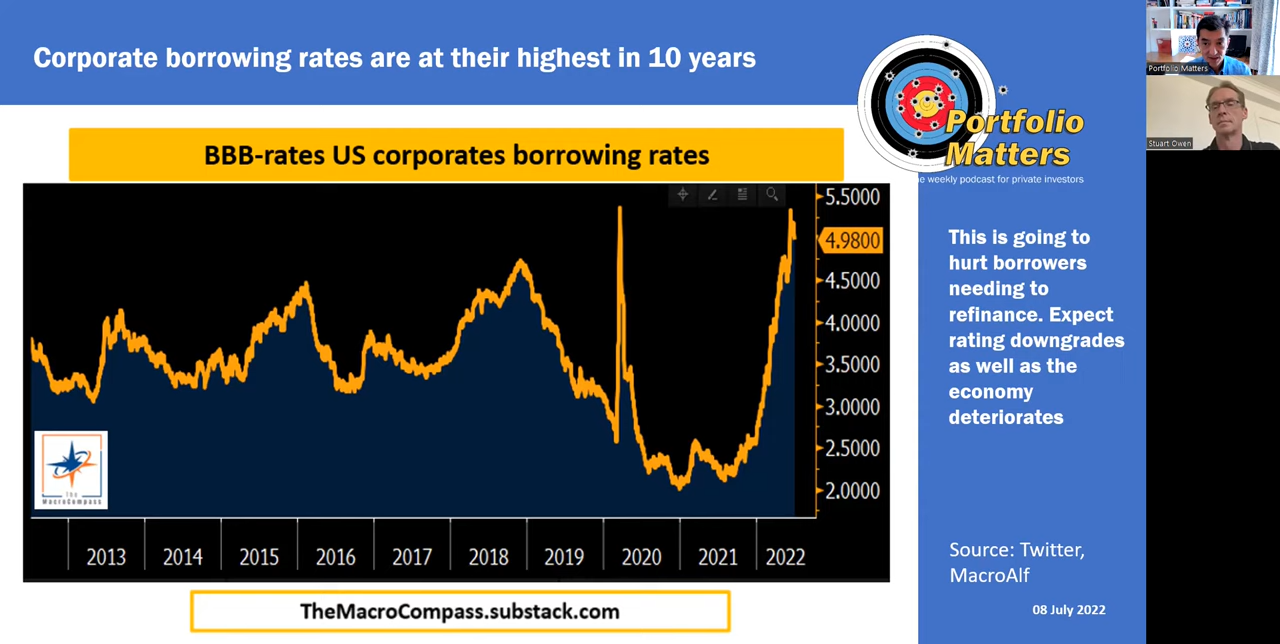 Corporate borrowing rates are at their highest in 10 years
Portfolio
Matters
he weekly podcast for private investors
Portfolio Matters
Stuart Owen
BBB-rates US corporates borrowing rates
5.5000
4.9800
4.5000
4.0000
3.5000
3.0000
2.5000
2.0000
The
MacroCompass
2013 2014 2015 2016 2017 2018 2019 2020 2021 2022
TheMacroCompass.substack.com
This is going to
hurt borrowers
needing to
refinance. Expect
rating downgrades
as well as the
economy
deteriorates
Source: Twitter,
MacroAlf
08 July 2022